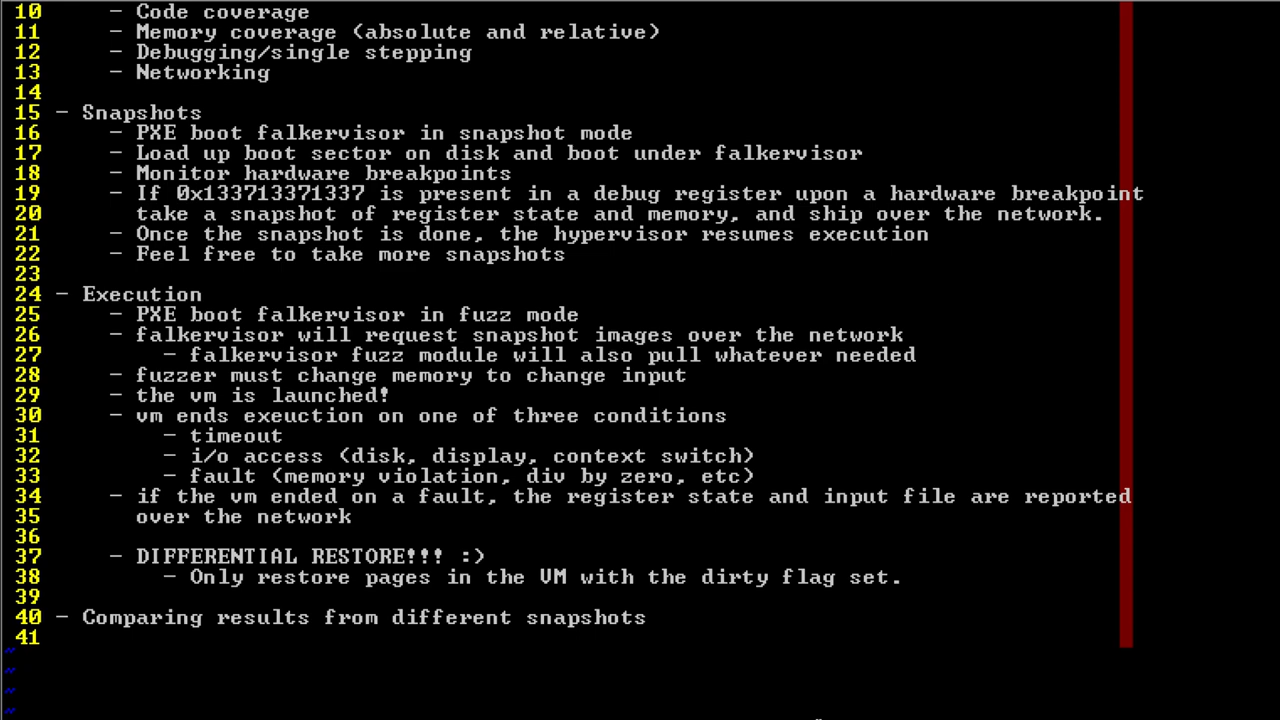 10 - Code coverage
11 - Memory coverage (absolute and relative)
12 - Debugging/single stepping
13 - Networking
14
15 - Snapshots
16 - PXE boot falkervisor in snapshot mode
17 - Load up boot sector on disk and boot under falkervisor
18 - Monitor hardware breakpoints
19 - If 0x133713371337 is present in a debug register upon a hardware breakpoint
20 take a snapshot of register state and memory, and ship over the network.
21 - Once the snapshot is done, the hypervisor resumes execution
22 - Feel free to take more snapshots
23
24 - Execution
25 - PXE boot falkervisor in fuzz mode
26 - falkervisor will request snapshot images over the network
27 - falkervisor fuzz module will also pull whatever needed
28 - fuzzer must change memory to change input
29 - the vm is launched!
30 - vm ends exeuction on one of three conditions
31 - timeout
32 - i/o access (disk, display, context switch)
33 - fault (memory violation, div by zero, etc)
34 - if the vm ended on a fault, the register state and input file are reported
35 over the network
36
37 - DIFFERENTIAL RESTORE!!! :)
38 - Only restore pages in the VM with the dirty flag set.
39
40 - Comparing results from different snapshots
41
~
~
~
~